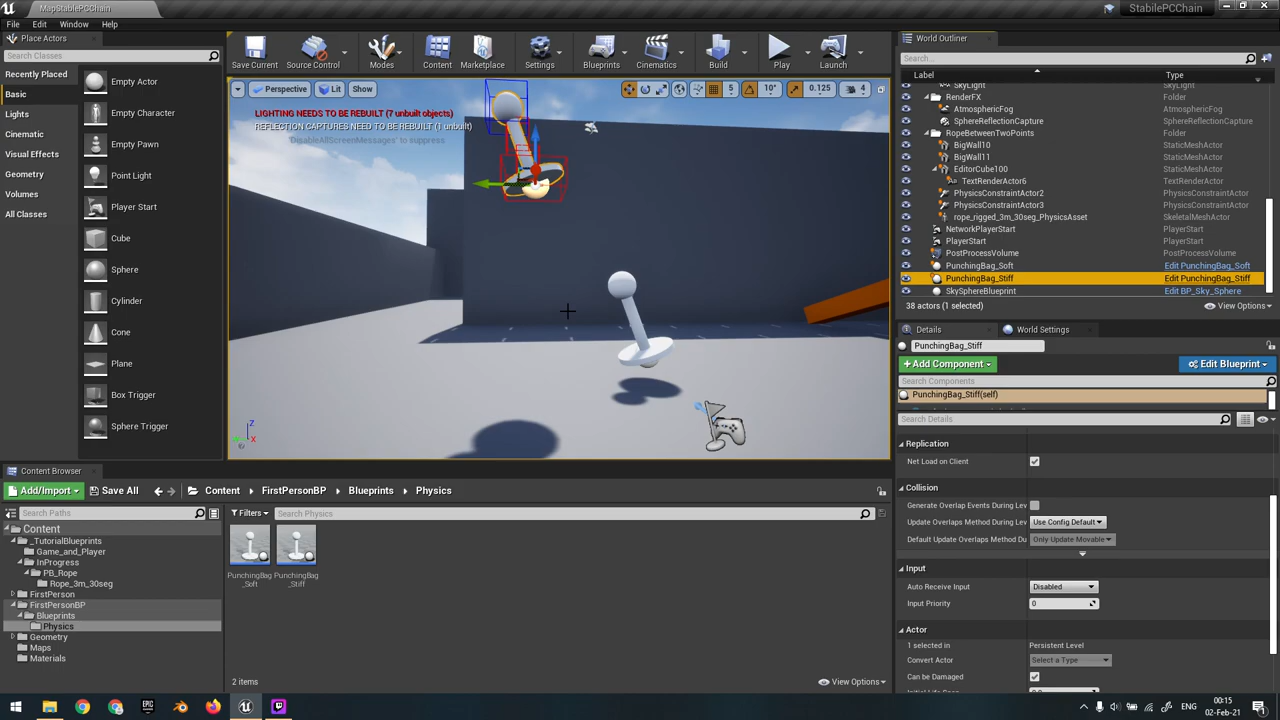 MapStablePCChain
StabilePCChain
File Edit Window Help
Place Actors
Search Classes
Recently Placed
Basic
Lights
Cinematic
Visual Effects
Geometry
Volumes
All Classes
Empty Actor
Empty Character
Empty Pawn
Point Light
Player Start
Cube
Sphere
Cylinder
Cone
Plane
Box Trigger
Sphere Trigger
Save Current Source Control Modes Content Marketplace Settings Blueprints Cinematics Build Play Launch
Perspective Lit Show 5 10° 0.125 4
LIGHTING NEEDS TO BE REBUILT (7 unbuilt objects)
REFLECTION CAPTURES NEED TO BE REBUILT (1 unbuilt)
'DisableAllScreenMessages' to suppress
Z
X
World Outliner
Search...
Label Type
SkyLight SkyLight
RenderFX Folder
AtmosphericFog AtmosphericFog
SphereReflectionCapture SphereReflectionCapture
RopeBetweenTwoPoints Folder
BigWall10 StaticMeshActor
BigWall11 StaticMeshActor
EditorCube100 StaticMeshActor
TextRenderActor6 TextRenderActor
PhysicsConstraintActor2 PhysicsConstraintActor
PhysicsConstraintActor3 PhysicsConstraintActor
rope_rigged_3m_30seg_PhysicsAsset SkeletalMeshActor
NetworkPlayerStart PlayerStart
PlayerStart PlayerStart
PostProcessVolume PostProcessVolume
PunchingBag_Soft Edit PunchingBag_Soft
PunchingBag_Stiff Edit PunchingBag_Stiff
SkySphereBlueprint Edit BP_Sky_Sphere
38 actors (1 selected) View Options
Details World Settings
PunchingBag_Stiff
+ Add Component Edit Blueprint
Search Components
PunchingBag_Stiff(self)
Search Details
Replication
Net Load on Client
Collision
Generate Overlap Events During Lev
Update Overlaps Method During Lev Use Config Default
Default Update Overlaps Method Du Only Update Movable
Input
Auto Receive Input Disabled
Input Priority 0
Actor
1 selected in Persistent Level
Convert Actor Select a Type
Can be Damaged
Content Browser
Add/Import Save All Content FirstPersonBP Blueprints Physics
Search Paths Filters Search Physics
Content
_TutorialBlueprints
Game_and_Player
InProgress
PB_Rope
Rope_3m_30seg
FirstPerson
FirstPersonBP
Blueprints
Physics
Geometry
Maps
Materials
PunchingBag
_Soft
PunchingBag
_Stiff
2 items View Options
ENG
00:15
02-Feb-21